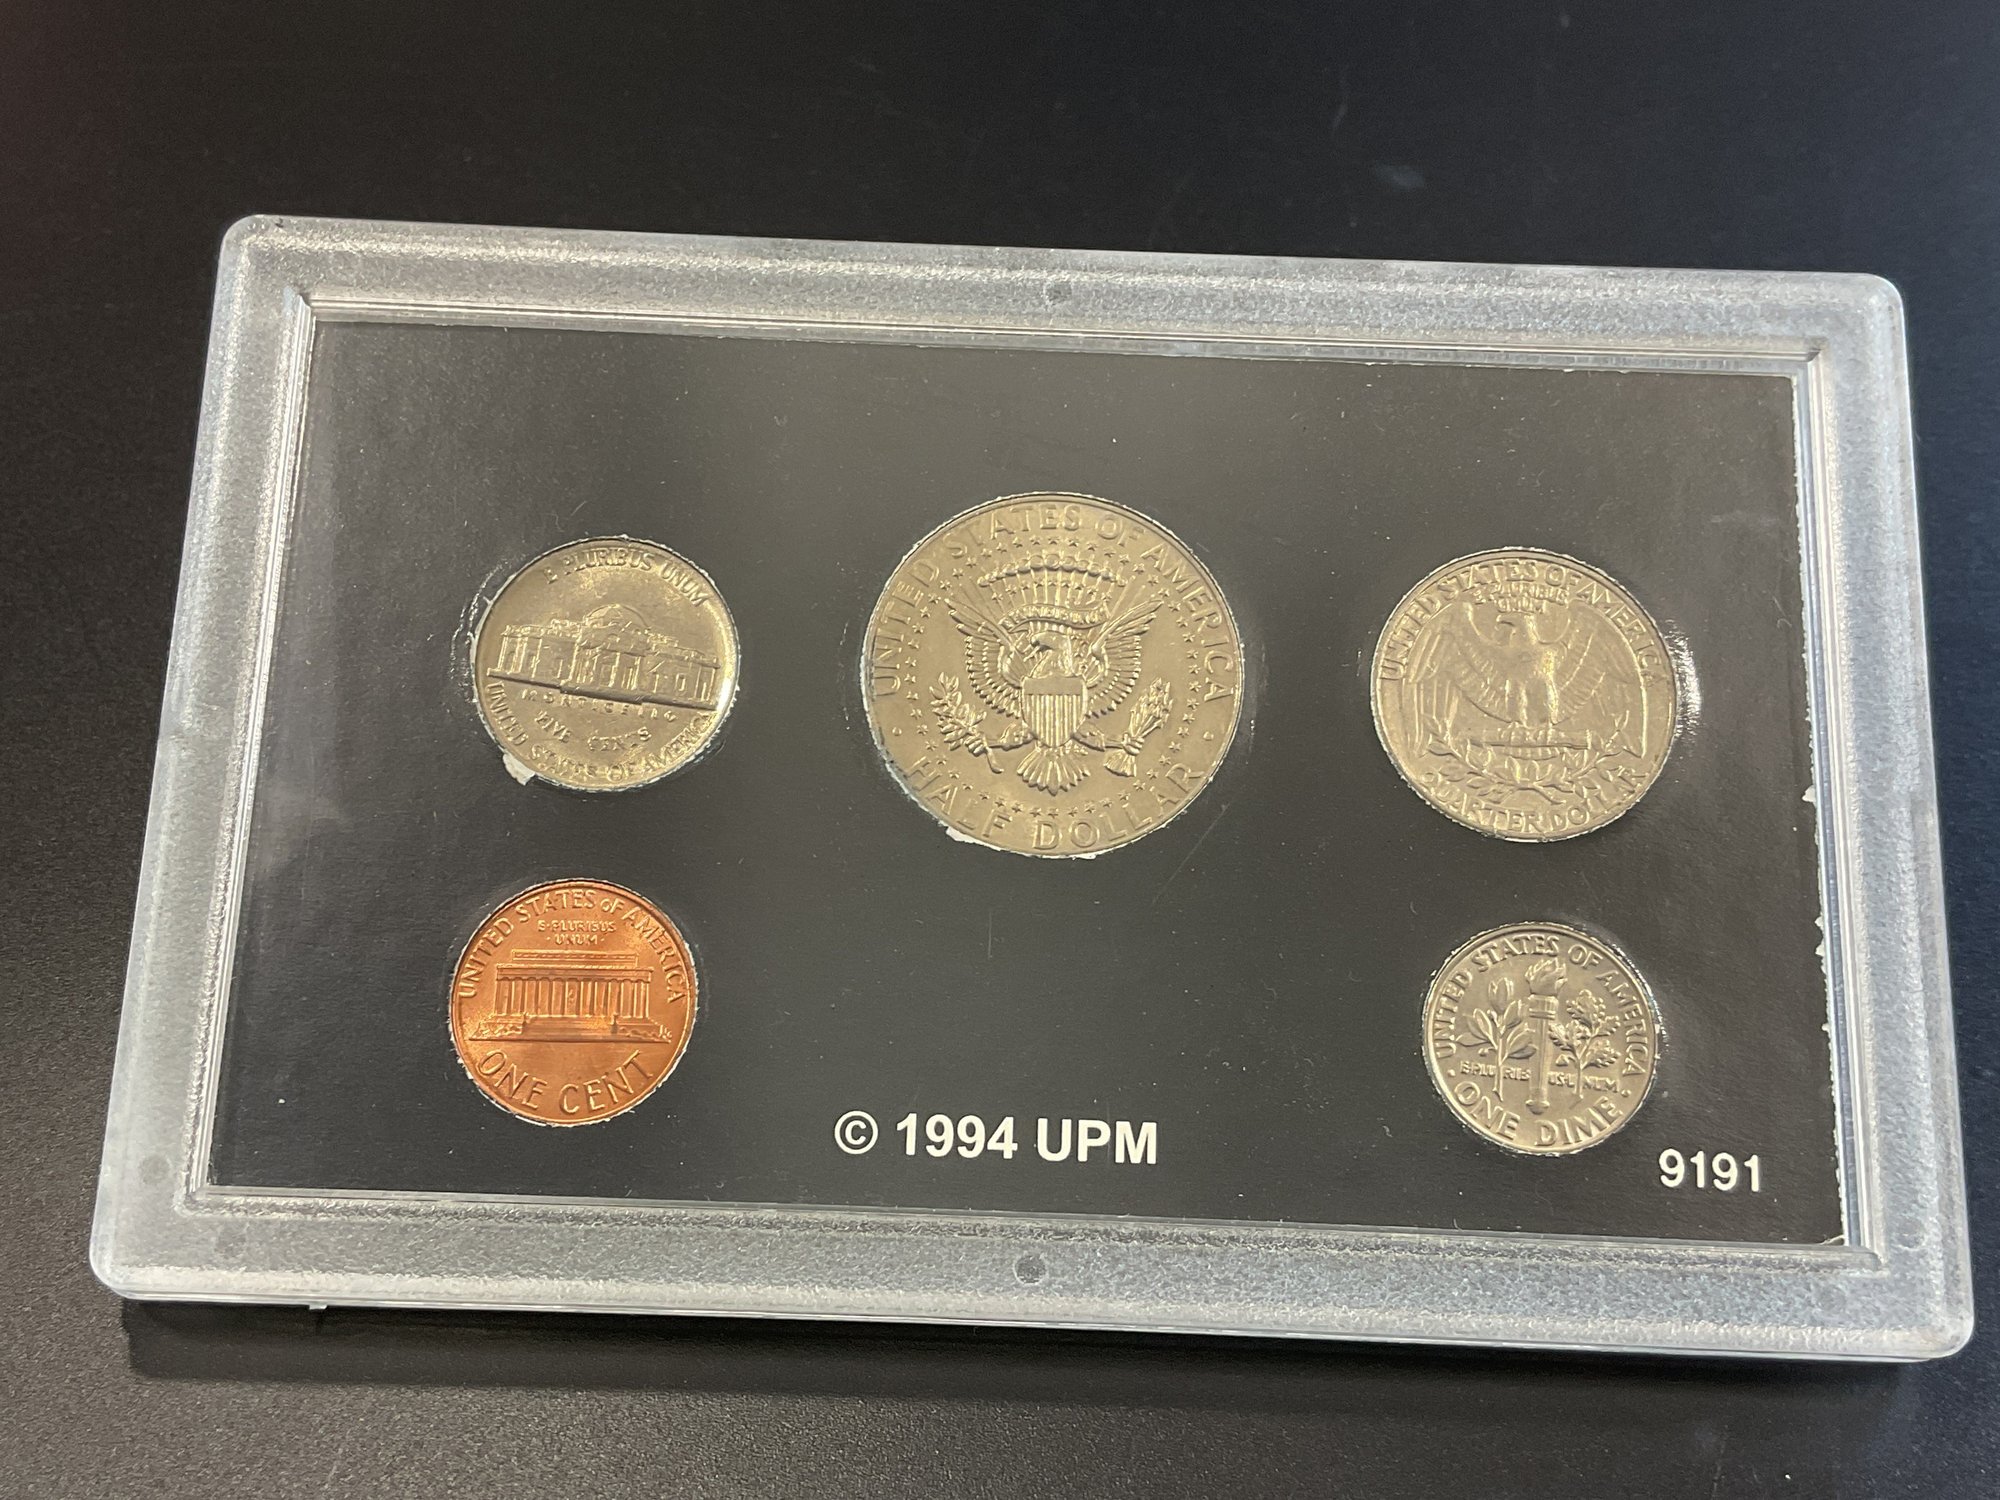 E PLURIBUS UNUM
MONTICELLO
FIVE CENTS
UNITED STATES OF AMERICA
UNITED STATES OF AMERICA
HALF DOLLAR
UNITED STATES OF AMERICA
E PLURIBUS
UNUM
QUARTER DOLLAR
UNITED STATES OF AMERICA
E·PLURIBUS
·UNUM·
ONE CENT
UNITED STATES OF AMERICA
E PLURIBUS UNUM
· ONE DIME ·
© 1994 UPM
9191